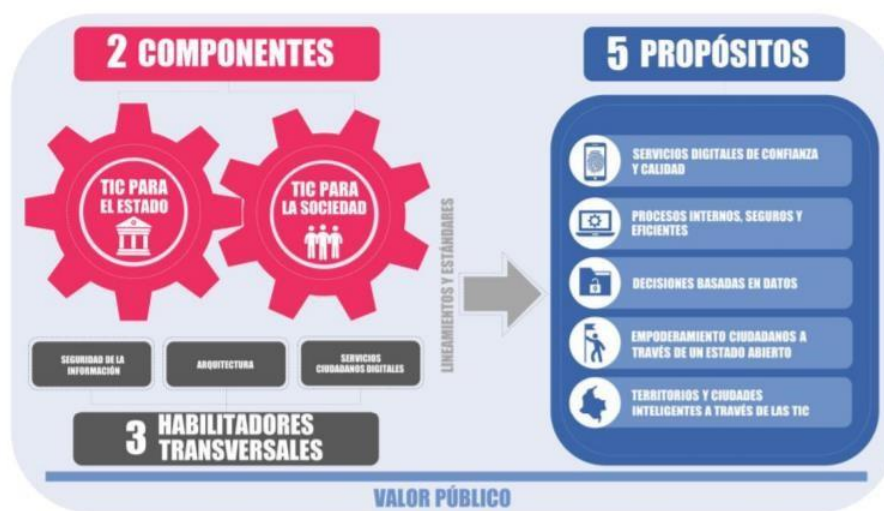 2 COMPONENTES
TIC PARA
EL ESTADO
TIC PARA
LA SOCIEDAD
SEGURIDAD DE LA
INFORMACIÓN
ARQUITECTURA
SERVICIOS
CIUDADANOS DIGITALES
3 HABILITADORES
TRANSVERSALES
LINEAMIENTOS Y ESTÁNDARES
5 PROPÓSITOS
SERVICIOS DIGITALES DE CONFIANZA
Y CALIDAD
PROCESOS INTERNOS, SEGUROS Y
EFICIENTES
DECISIONES BASADAS EN DATOS
EMPODERAMIENTO CIUDADANOS A
TRAVÉS DE UN ESTADO ABIERTO
TERRITORIOS Y CIUDADES
INTELIGENTES A TRAVÉS DE LAS TIC
VALOR PÚBLICO